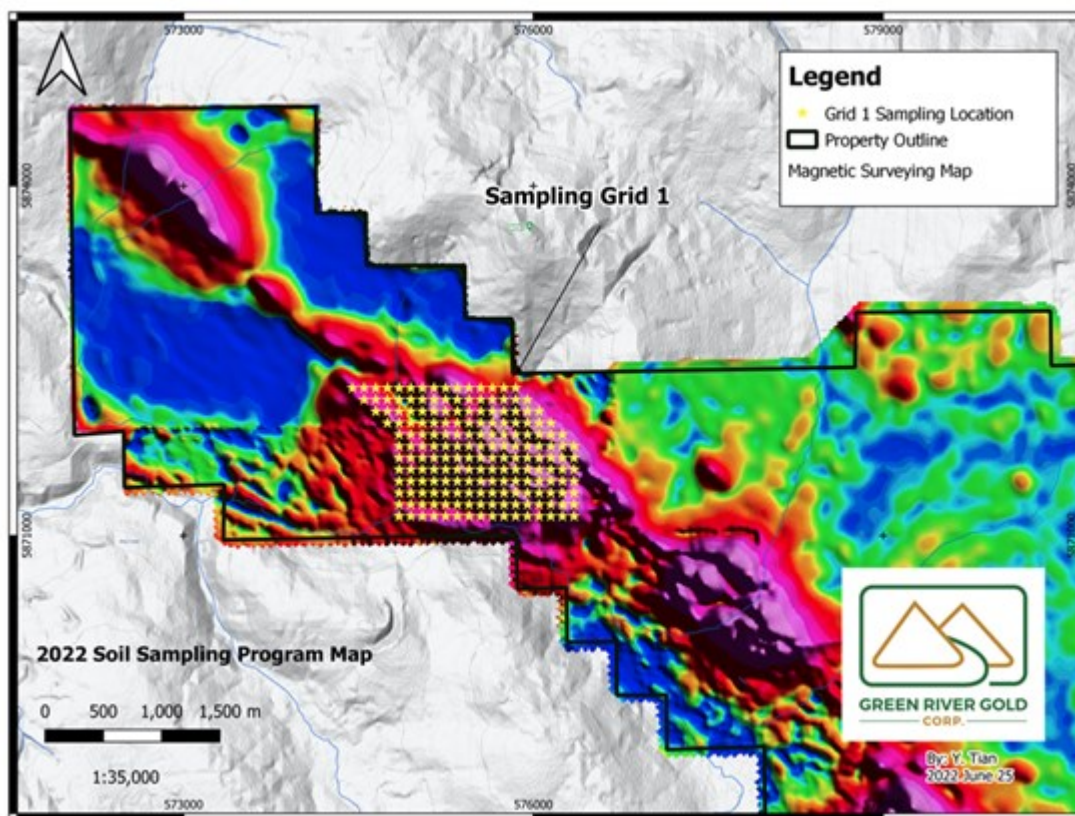 573000
576000
579000
Legend
Grid 1 Sampling Location
Property Outline
Magnetic Surveying Map
5874000
5874000
Sampling Grid 1
5871000
2022 Soil Sampling Program Map
0 500 1,000 1,500 m
1:35,000
GREEN RIVER GOLD
CORP.
By: Y. Tian
2022 June 25
573000
576000